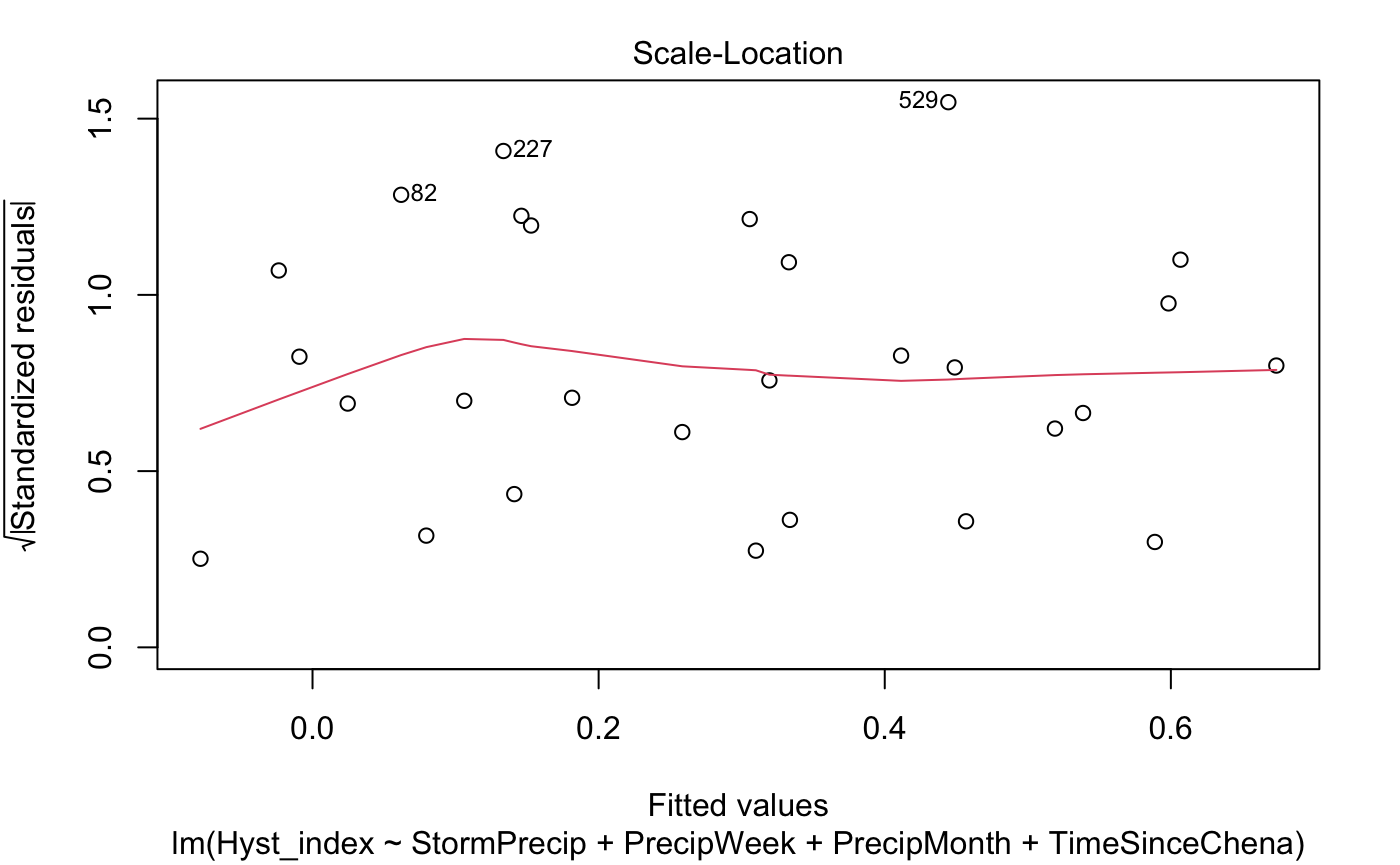 Scale-Location
√|Standardized residuals|
1.5
1.0
0.5
0.0
529
227
82
0.0 0.2 0.4 0.6
Fitted values
lm(Hyst_index ~ StormPrecip + PrecipWeek + PrecipMonth + TimeSinceChena)